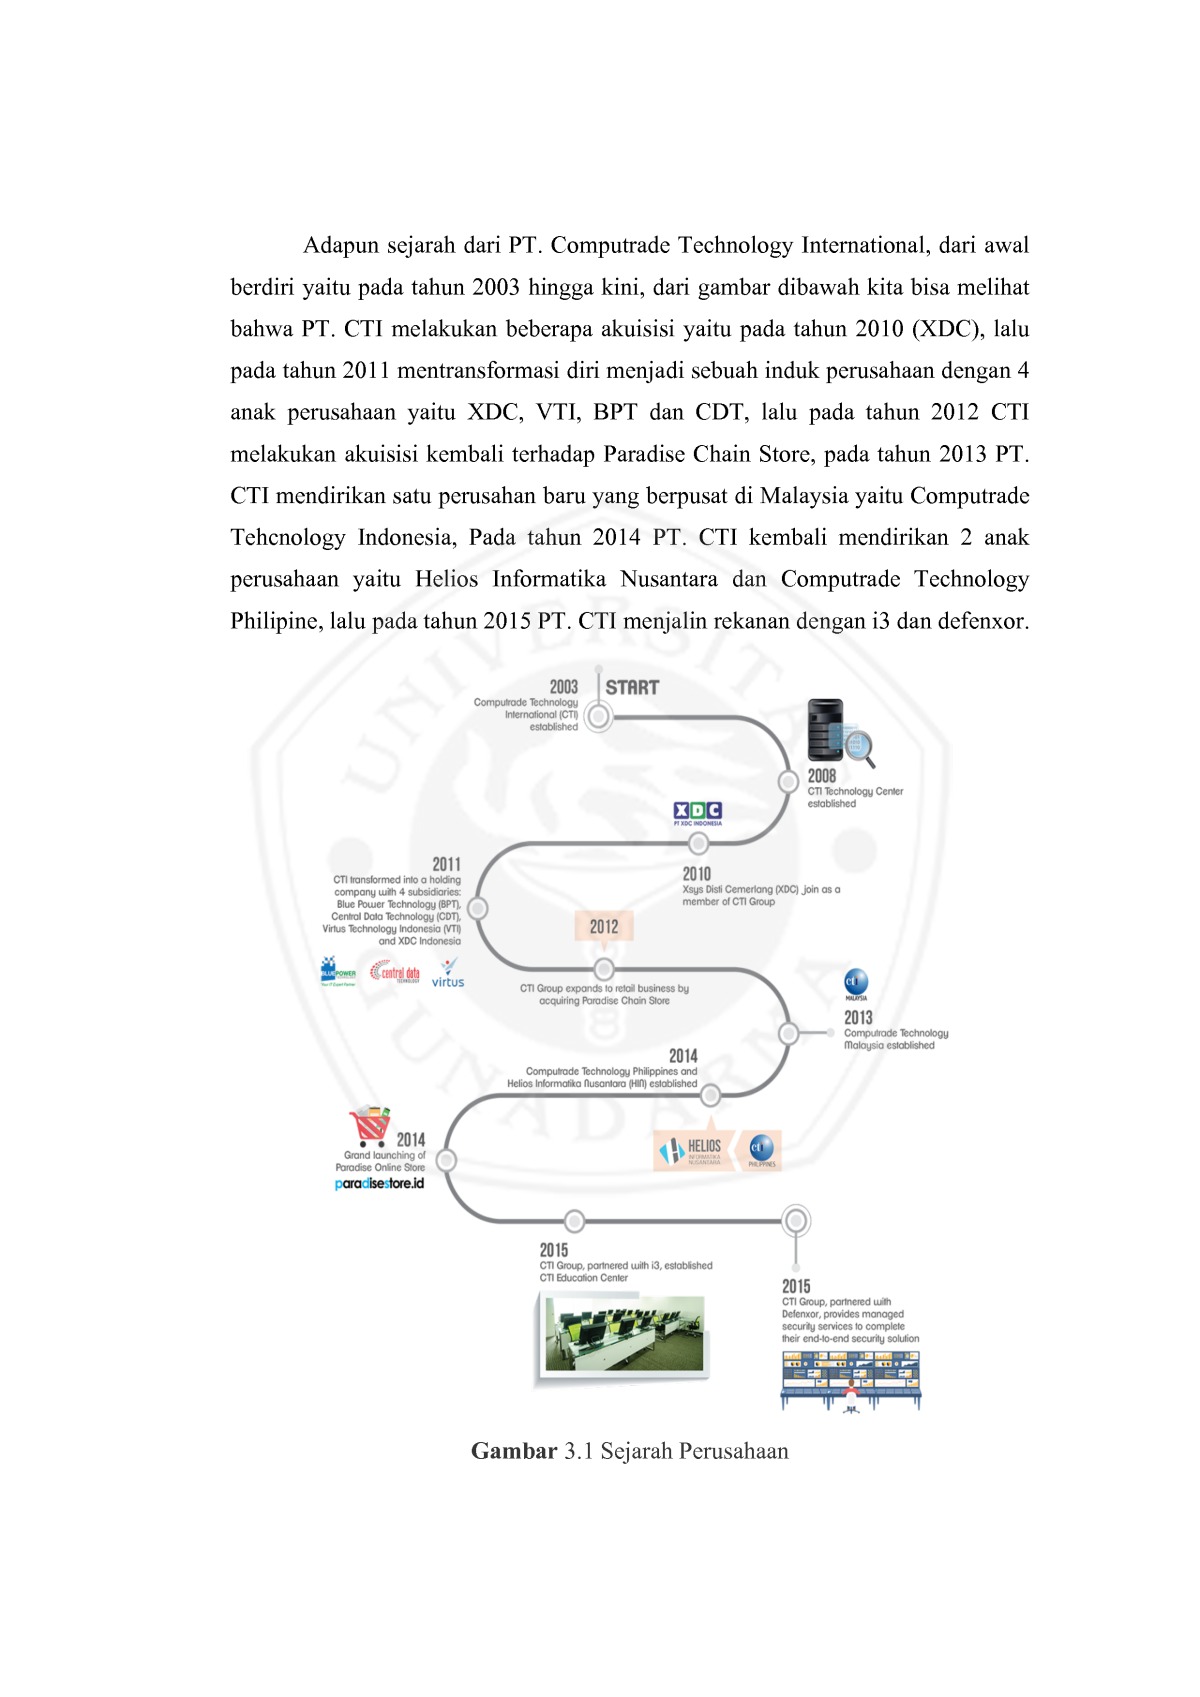 Adapun sejarah dari PT. Computrade Technology International, dari awal
berdiri yaitu pada tahun 2003 hingga kini, dari gambar dibawah kita bisa melihat
bahwa PT. CTI melakukan beberapa akuisisi yaitu pada tahun 2010 (XDC), lalu
pada tahun 2011 mentransformasi diri menjadi sebuah induk perusahaan dengan 4
anak perusahaan yaitu XDC, VTI, BPT dan CDT, lalu pada tahun 2012 CTI
melakukan akuisisi kembali terhadap Paradise Chain Store, pada tahun 2013 PT.
CTI mendirikan satu perusahan baru yang berpusat di Malaysia yaitu Computrade
Tehcnology Indonesia, Pada tahun 2014 PT. CTI kembali mendirikan 2 anak
perusahaan yaitu Helios Informatika Nusantara dan Computrade Technology
Philipine, lalu pada tahun 2015 PT. CTI menjalin rekanan dengan i3 dan defenxor.
UNIVERSITAS GUNADARMA
2003 START
Computrade Technology
International (CTI)
established
2008
CTI Technology Center
established
XDC
PT XDC INDONESIA
2010
Xsys Disti Cemerlang (XDC) join as a
member of CTI Group
2011
CTI transformed into a holding
company with 4 subsidiaries:
Blue Power Technology (BPT),
Central Data Technology (CDT),
Virtus Technology Indonesia (VTI)
and XDC Indonesia
BLUEPOWER
TECHNOLOGY
Your IT Expert Partner
central data
TECHNOLOGY
virtus
2012
CTI Group expands to retail business by
acquiring Paradise Chain Store
cti
MALAYSIA
2013
Computrade Technology
Malaysia established
2014
Computrade Technology Philippines and
Helios Informatika Nusantara (HIN) established
HELIOS
INFORMATIKA
NUSANTARA
cti
PHILIPPINES
2014
Grand launching of
Paradise Online Store
paradisestore.id
2015
CTI Group, partnered with i3, established
CTI Education Center
2015
CTI Group, partnered with
Defenxor, provides managed
security services to complete
their end-to-end security solution
Gambar 3.1 Sejarah Perusahaan